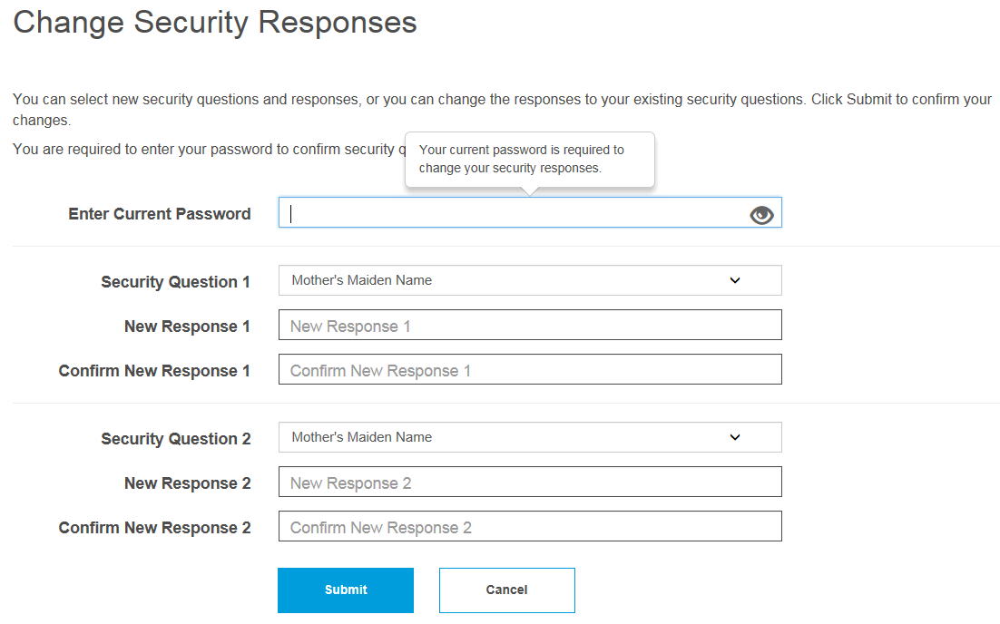 Change Security Responses
You can select new security questions and responses, or you can change the responses to your existing security questions. Click Submit to confirm your
changes.
You are required to enter your password to confirm security q
Your current password is required to
change your security responses.
Enter Current Password
Security Question 1
Mother's Maiden Name
New Response 1
New Response 1
Confirm New Response 1
Confirm New Response 1
Security Question 2
Mother's Maiden Name
New Response 2
New Response 2
Confirm New Response 2
Confirm New Response 2
Submit
Cancel